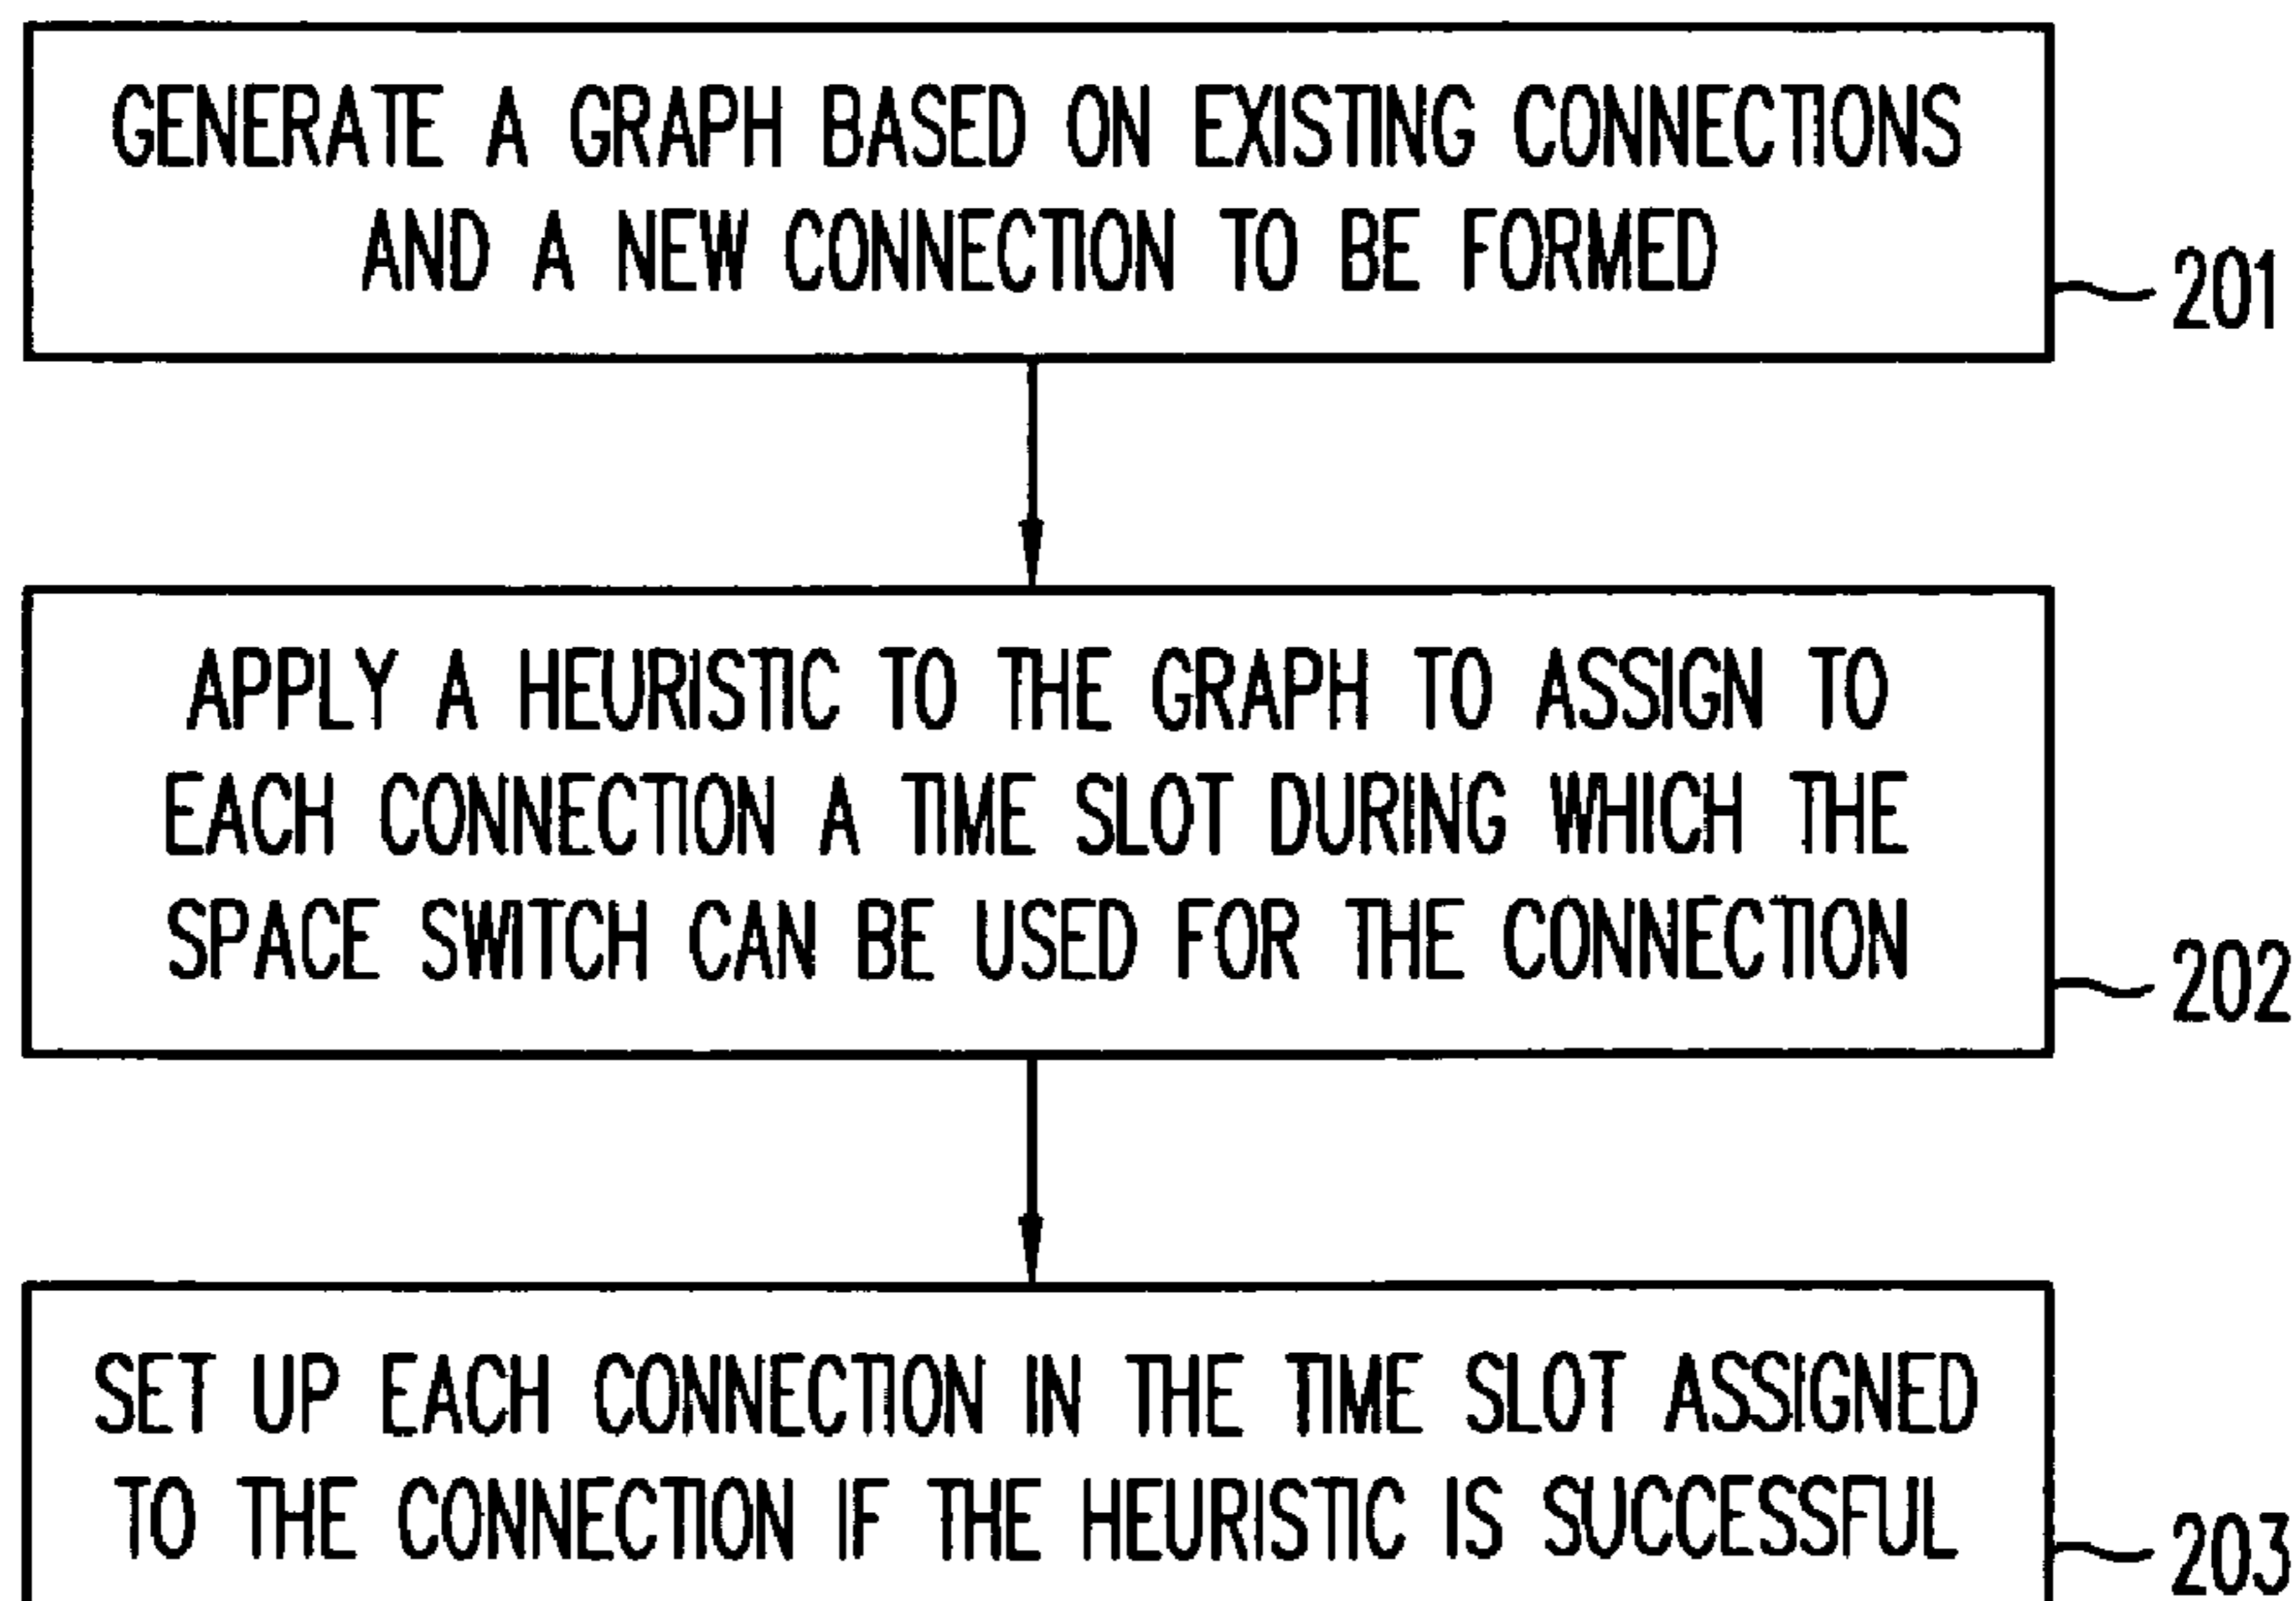 GENERATE A GRAPH BASED ON EXISTING CONNECTIONS
AND A NEW CONNECTION TO BE FORMED
201
APPLY A HEURISTIC TO THE GRAPH TO ASSIGN TO
EACH CONNECTION A TIME SLOT DURING WHICH THE
SPACE SWITCH CAN BE USED FOR THE CONNECTION
202
SET UP EACH CONNECTION IN THE TIME SLOT ASSIGNED
TO THE CONNECTION IF THE HEURISTIC IS SUCCESSFUL
203